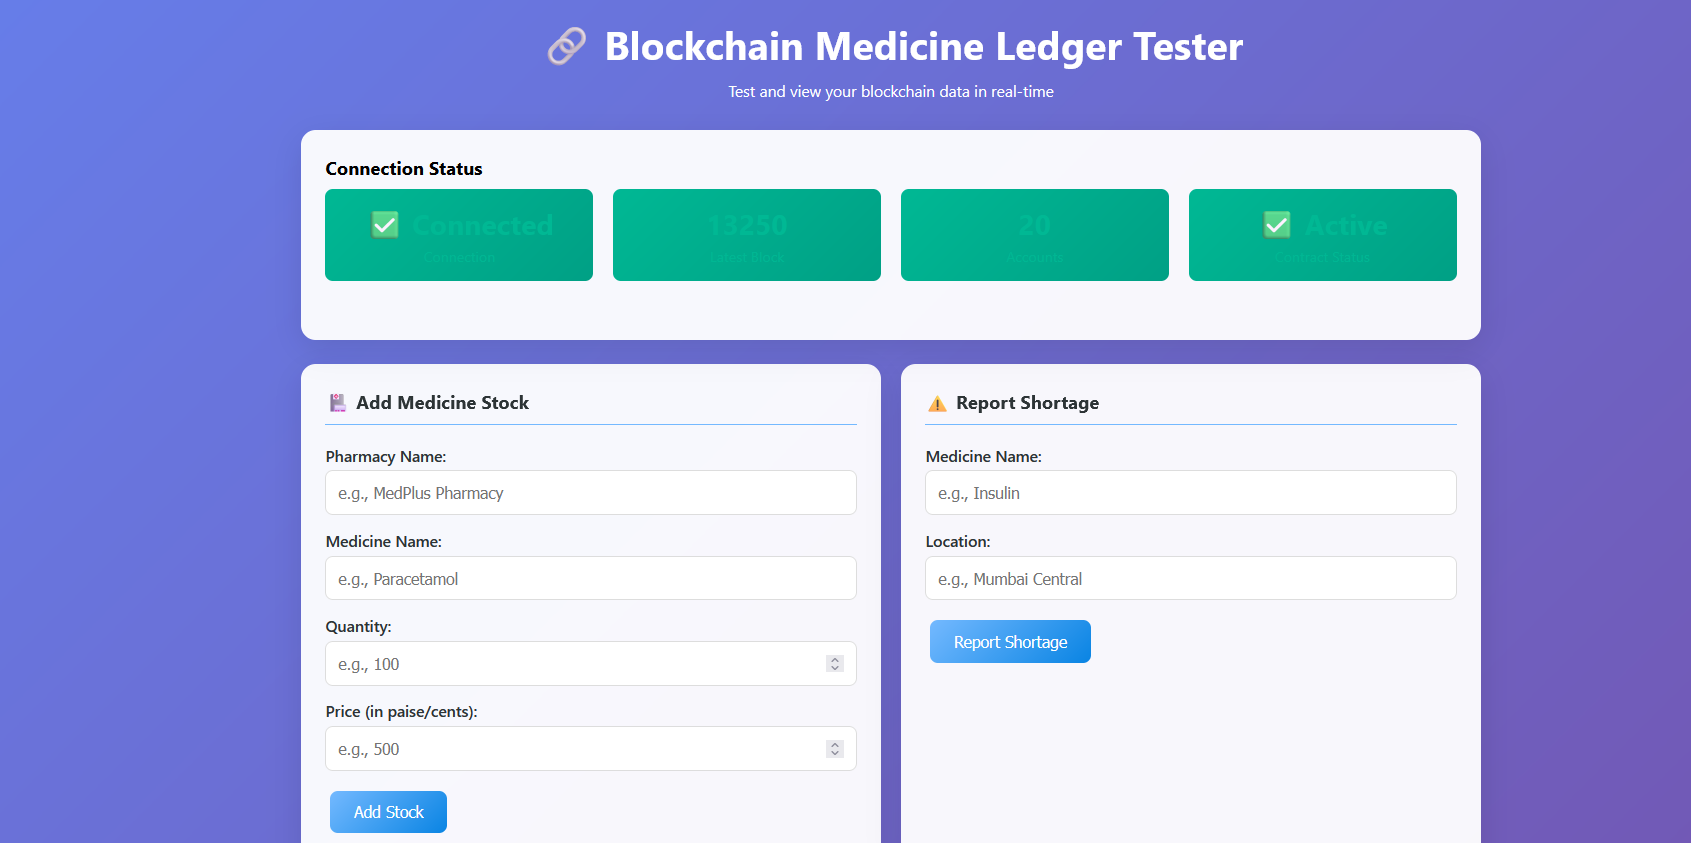 Blockchain Medicine Ledger Tester
Test and view your blockchain data in real-time
Connection Status
Connected
Connection
13250
Latest Block
20
Accounts
Active
Contract Status
Add Medicine Stock
Pharmacy Name:
e.g., MedPlus Pharmacy
Medicine Name:
e.g., Paracetamol
Quantity:
e.g., 100
Price (in paise/cents):
e.g., 500
Add Stock
Report Shortage
Medicine Name:
e.g., Insulin
Location:
e.g., Mumbai Central
Report Shortage